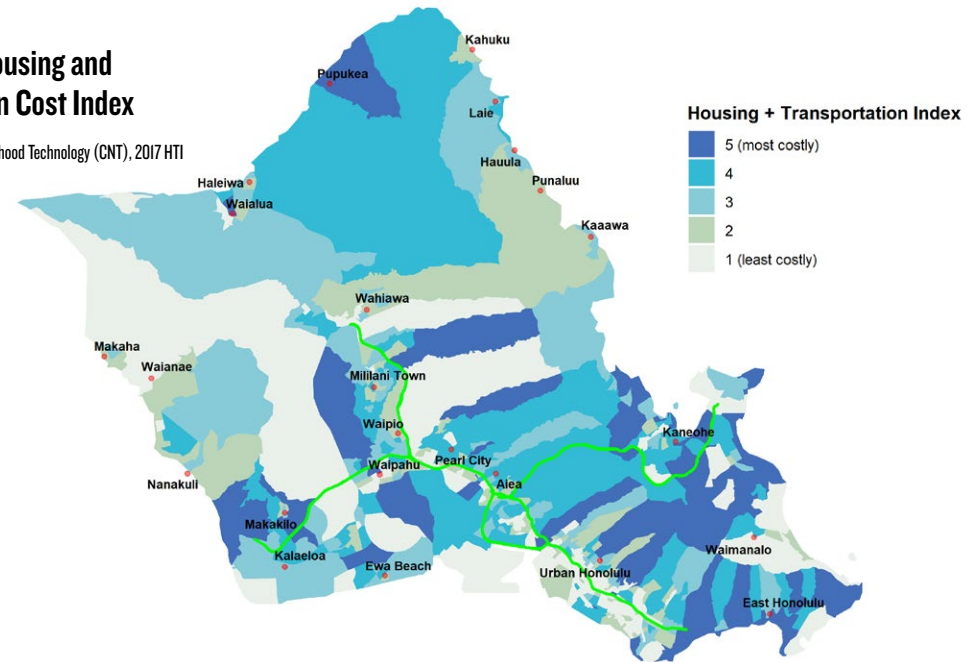 ousing and
n Cost Index
hood Technology (CNT), 2017 HTI
Kahuku
Pupukea
Laie
Housing + Transportation Index
5 (most costly)
4
3
2
1 (least costly)
Hauula
Punaluu
Haleiwa
Waialua
Kaaawa
Wahiawa
Makaha
Waianae
Mililani Town
Waipio
Kaneohe
Pearl City
Waipahu
Aiea
Nanakuli
Makakilo
Waimanalo
Kalaeloa
Ewa Beach
Urban Honolulu
East Honolulu